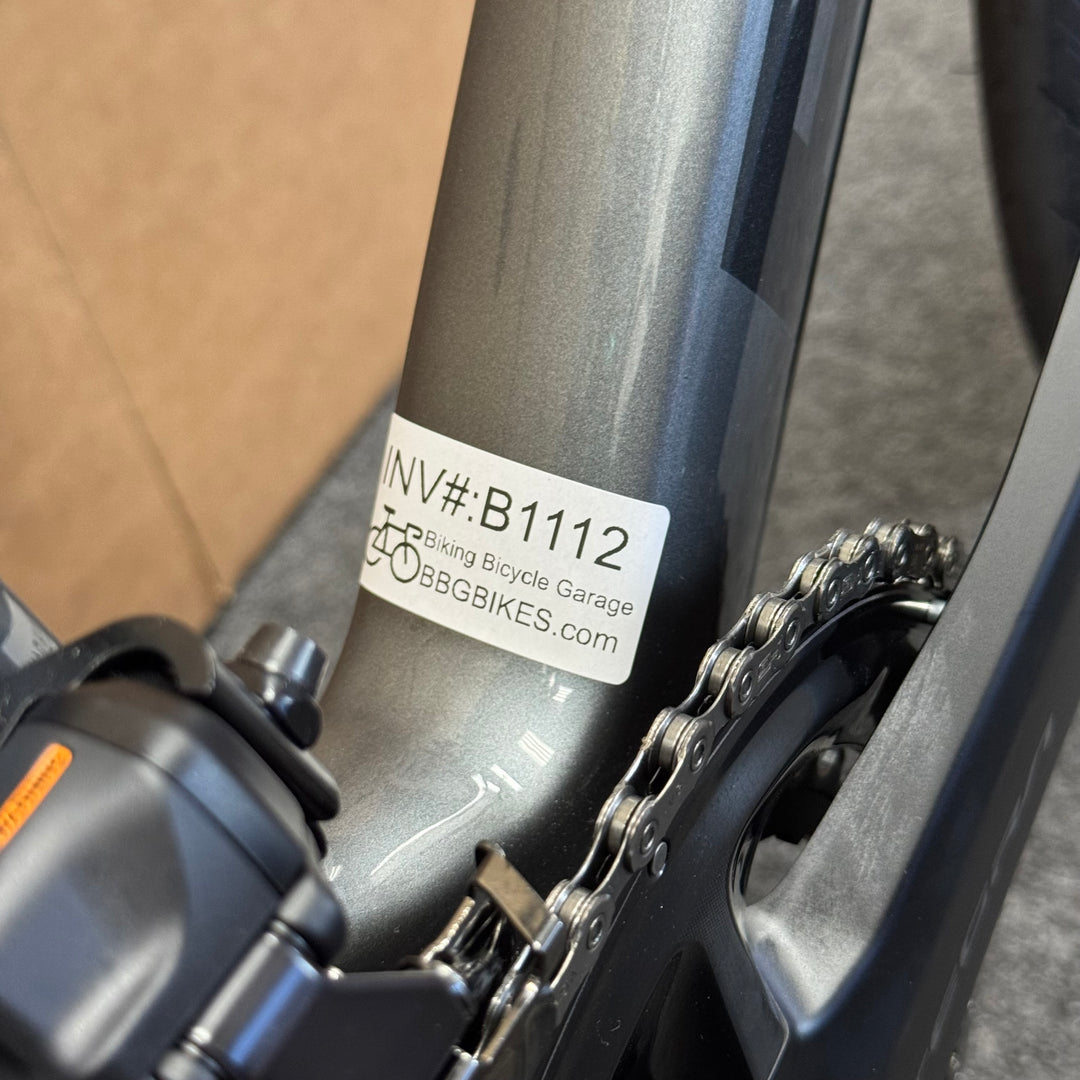 INV#:B1112
Biking Bicycle Garage
BBGBIKES.com